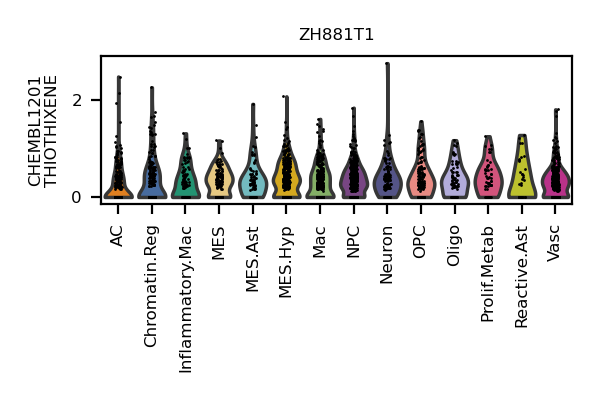 ZH881T1
CHEMBL1201
THIOTHIXENE
2
0
AC
Chromatin.Reg
Inflammatory.Mac
MES
MES.Ast
MES.Hyp
Mac
NPC
Neuron
OPC
Oligo
Prolif.Metab
Reactive.Ast
Vasc